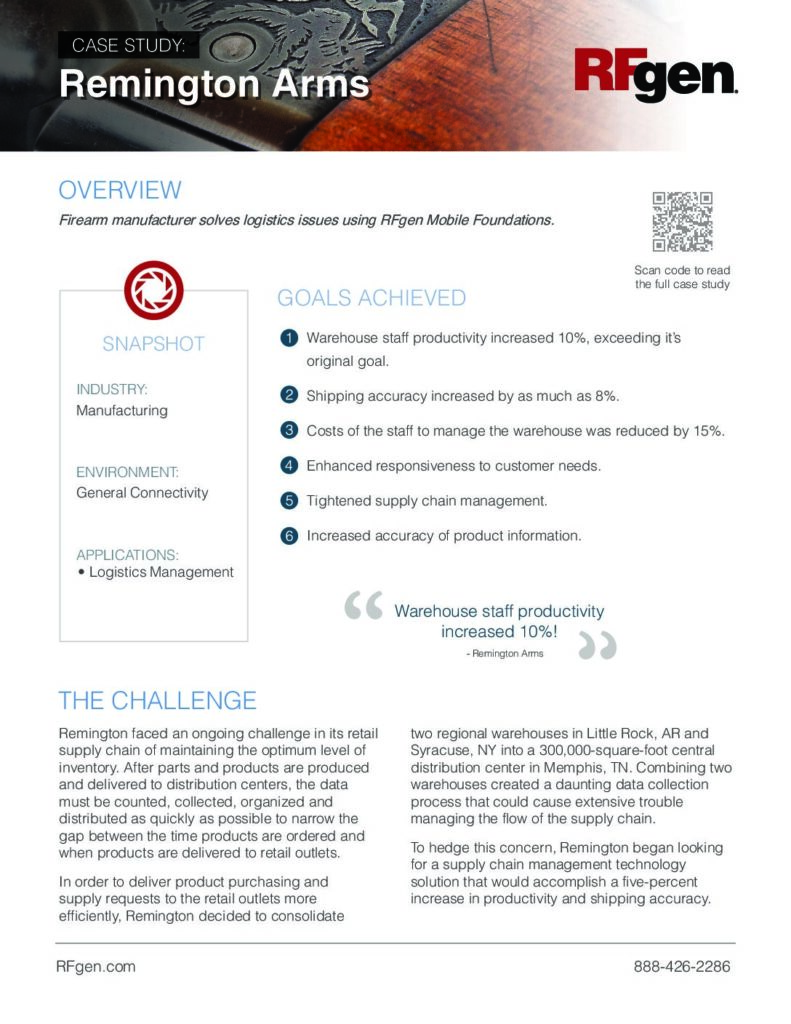 CASE STUDY:
Remington Arms
RFgen.
OVERVIEW
Firearm manufacturer solves logistics issues using RFgen Mobile Foundations.
Scan code to read
the full case study
SNAPSHOT
INDUSTRY:
Manufacturing
ENVIRONMENT:
General Connectivity
APPLICATIONS:
• Logistics Management
GOALS ACHIEVED
1 Warehouse staff productivity increased 10%, exceeding it's
original goal.
2 Shipping accuracy increased by as much as 8%.
3 Costs of the staff to manage the warehouse was reduced by 15%.
4 Enhanced responsiveness to customer needs.
5 Tightened supply chain management.
6 Increased accuracy of product information.
“ Warehouse staff productivity
increased 10%! ”
- Remington Arms
THE CHALLENGE
Remington faced an ongoing challenge in its retail
supply chain of maintaining the optimum level of
inventory. After parts and products are produced
and delivered to distribution centers, the data
must be counted, collected, organized and
distributed as quickly as possible to narrow the
gap between the time products are ordered and
when products are delivered to retail outlets.
In order to deliver product purchasing and
supply requests to the retail outlets more
efficiently, Remington decided to consolidate
two regional warehouses in Little Rock, AR and
Syracuse, NY into a 300,000-square-foot central
distribution center in Memphis, TN. Combining two
warehouses created a daunting data collection
process that could cause extensive trouble
managing the flow of the supply chain.
To hedge this concern, Remington began looking
for a supply chain management technology
solution that would accomplish a five-percent
increase in productivity and shipping accuracy.
RFgen.com
888-426-2286